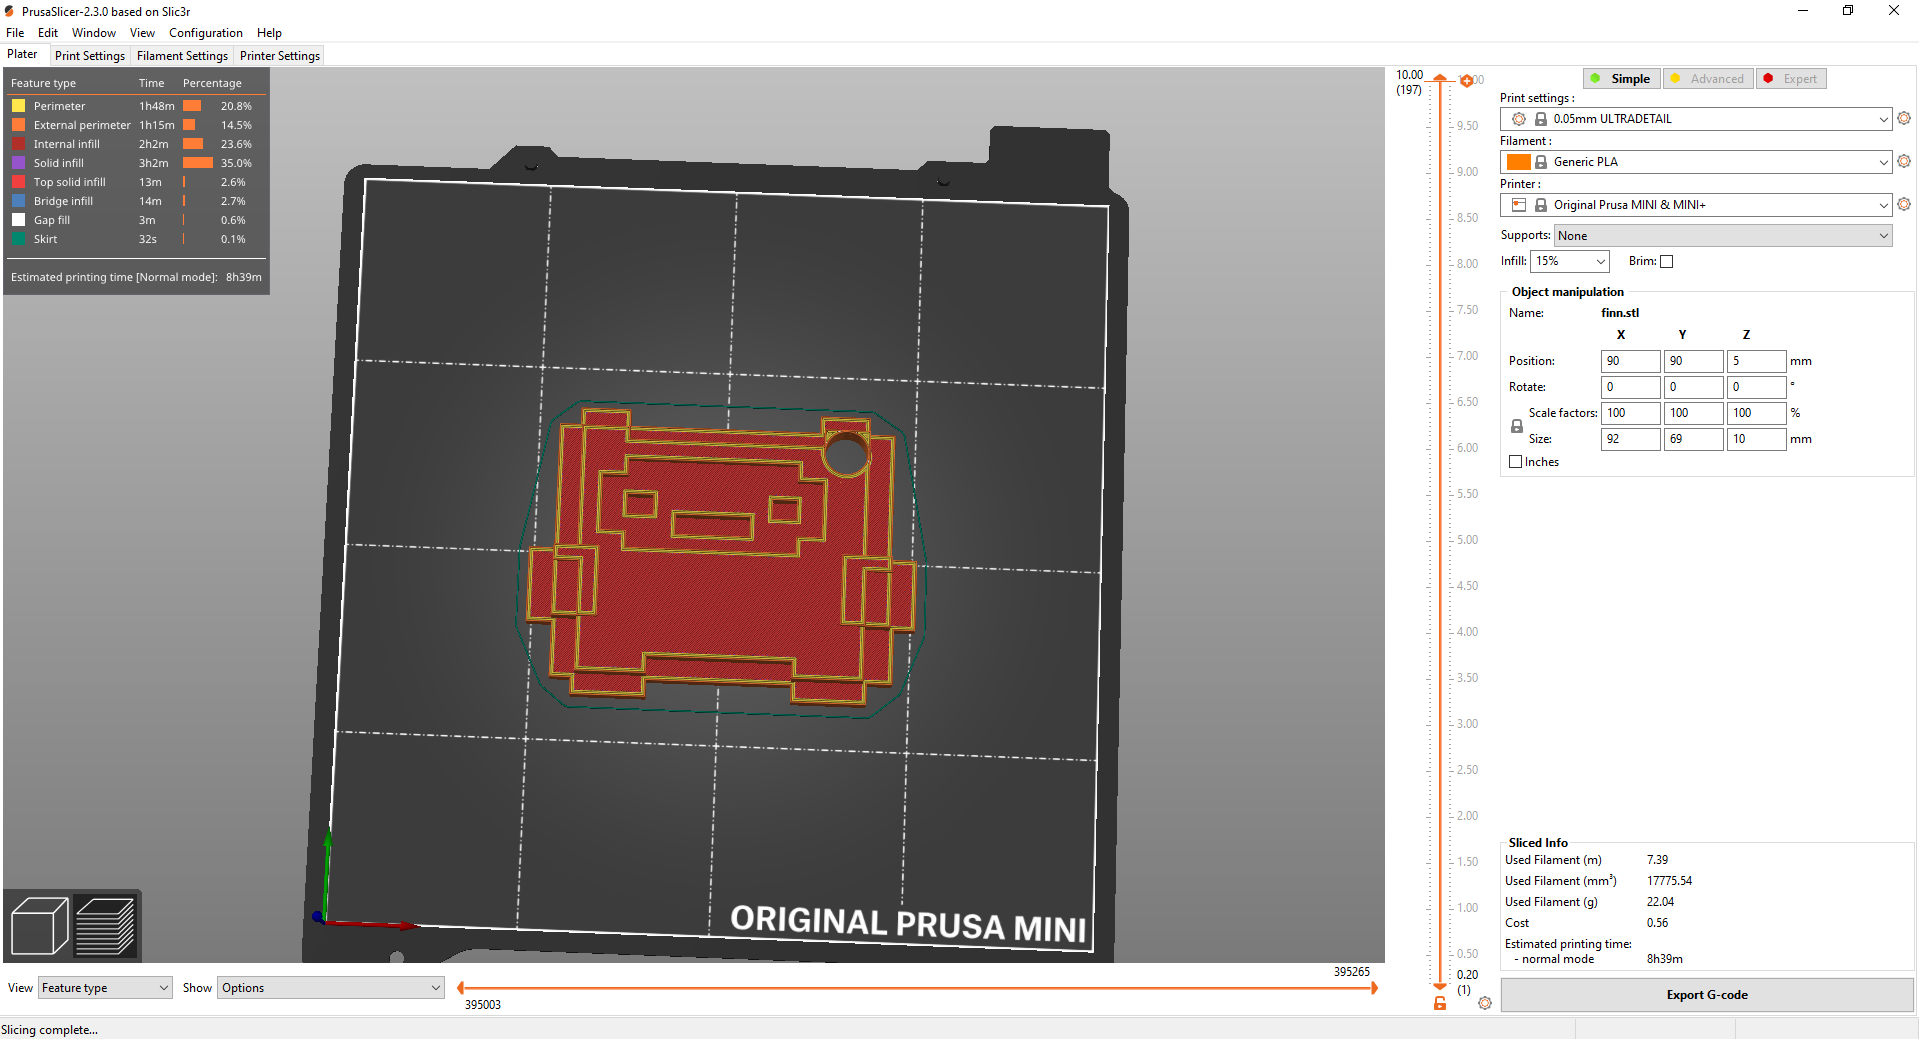 PrusaSlicer-2.3.0 based on Slic3r
File Edit Window View Configuration Help
Plater Print Settings Filament Settings Printer Settings
Feature type Time Percentage
Perimeter 1h48m 20.8%
External perimeter 1h15m 14.5%
Internal infill 2h2m 23.6%
Solid infill 3h2m 35.0%
Top solid infill 13m 2.6%
Bridge infill 14m 2.7%
Gap fill 3m 0.6%
Skirt 32s 0.1%
Estimated printing time [Normal mode]: 8h39m
ORIGINAL PRUSA MINI
10.00
(197)
9.50
9.00
8.50
8.00
7.50
7.00
6.50
6.00
5.50
5.00
4.50
4.00
3.50
3.00
2.50
2.00
1.50
1.00
0.50
0.20
(1)
Simple Advanced Expert
Print settings :
0.05mm ULTRADETAIL
Filament :
Generic PLA
Printer :
Original Prusa MINI & MINI+
Supports: None
Infill: 15% Brim:
Object manipulation
Name: finn.stl
X Y Z
Position: 90 90 5 mm
Rotate: 0 0 0 °
Scale factors: 100 100 100 %
Size: 92 69 10 mm
Inches
Sliced Info
Used Filament (m) 7.39
Used Filament (mm³) 17775.54
Used Filament (g) 22.04
Cost 0.56
Estimated printing time:
- normal mode 8h39m
Export G-code
View Feature type Show Options
395265
395003
Slicing complete...